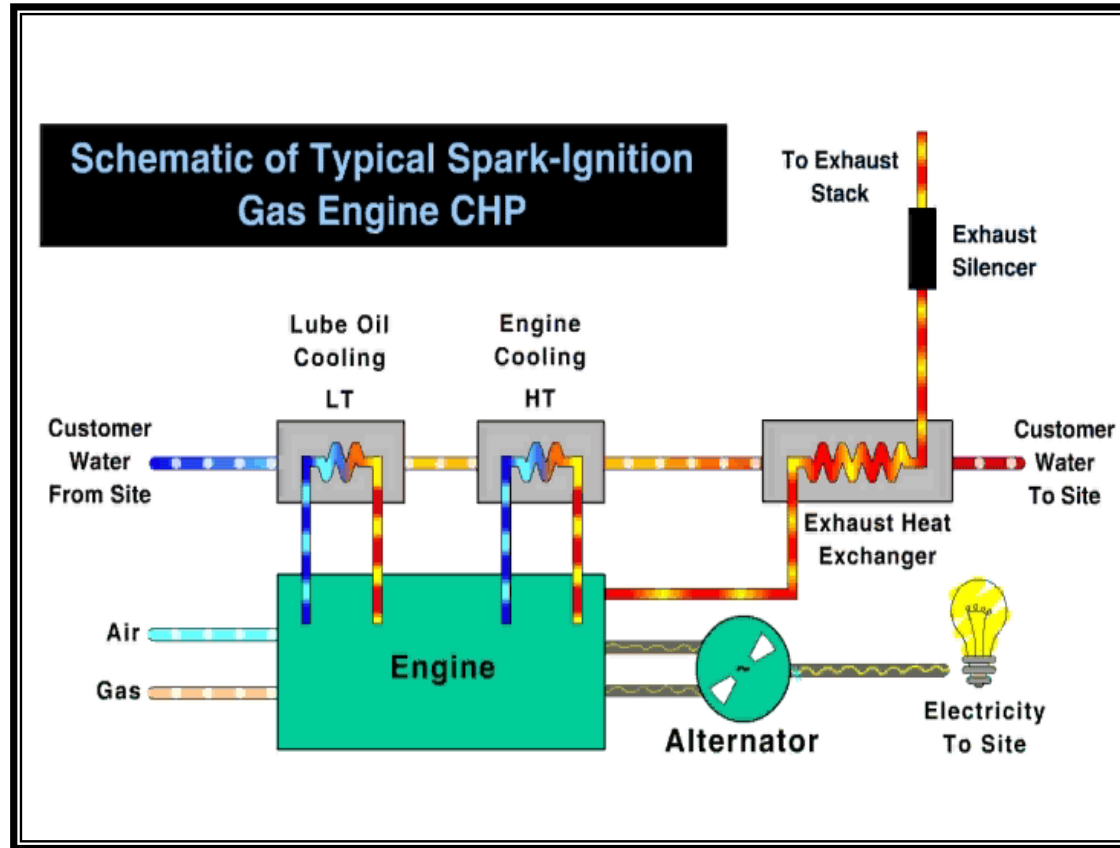 Schematic of Typical Spark-Ignition
Gas Engine CHP
To Exhaust
Stack
Exhaust
Silencer
Lube Oil
Cooling
LT
Engine
Cooling
HT
Customer
Water
From Site
Customer
Water
To Site
Exhaust Heat
Exchanger
Air
Gas
Engine
~
Alternator
Electricity
To Site